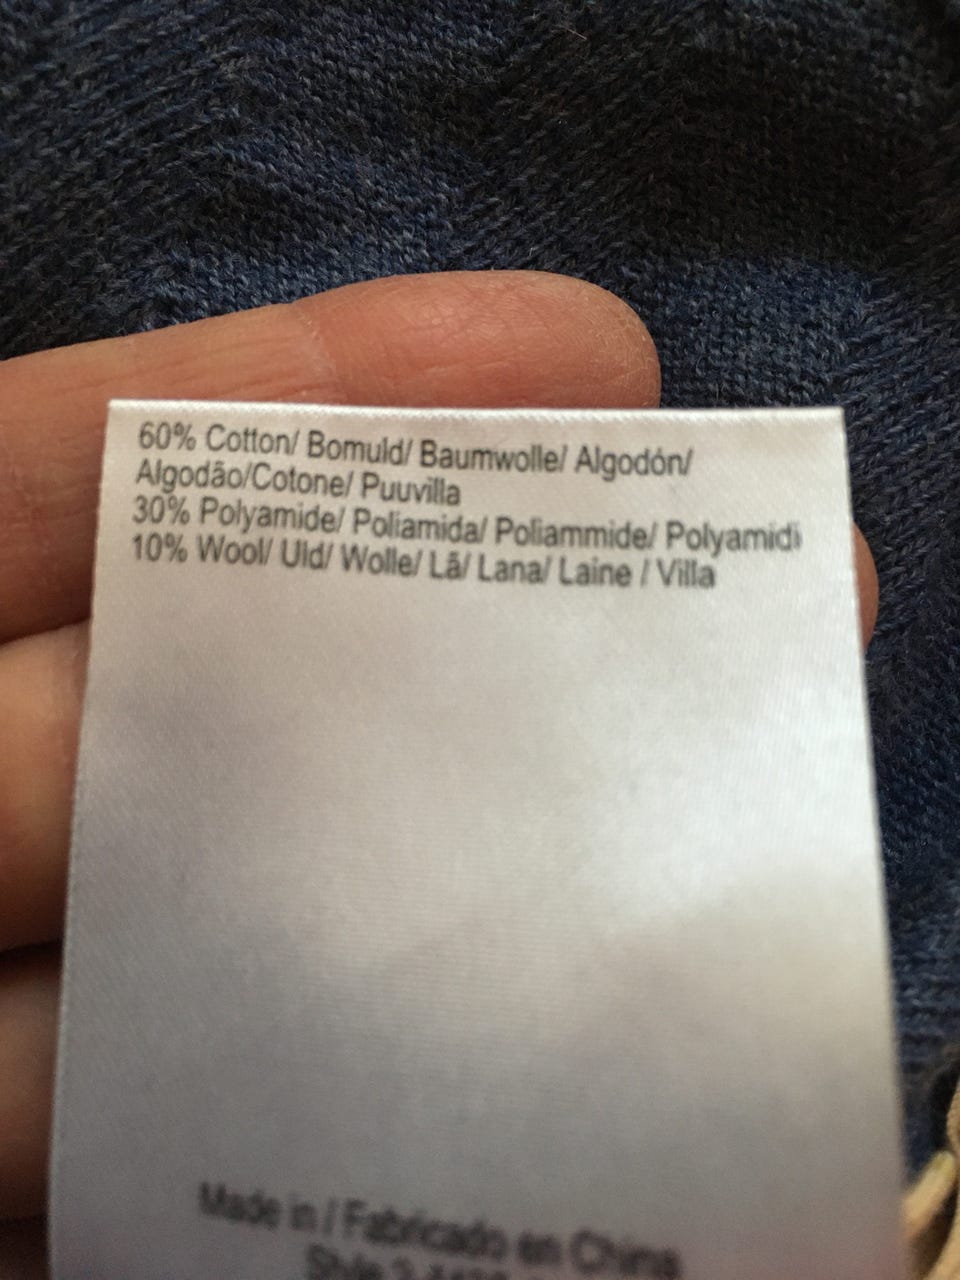 60% Cotton/ Bomuld/ Baumwolle/ Algodón/
Algodão/Cotone/ Puuvilla
30% Polyamide/ Poliamida/ Poliammide/ Polyamidi
10% Wool/ Uld/ Wolle/ Lã/ Lana/ Laine / Villa
Made in / Fabricado en China
Style